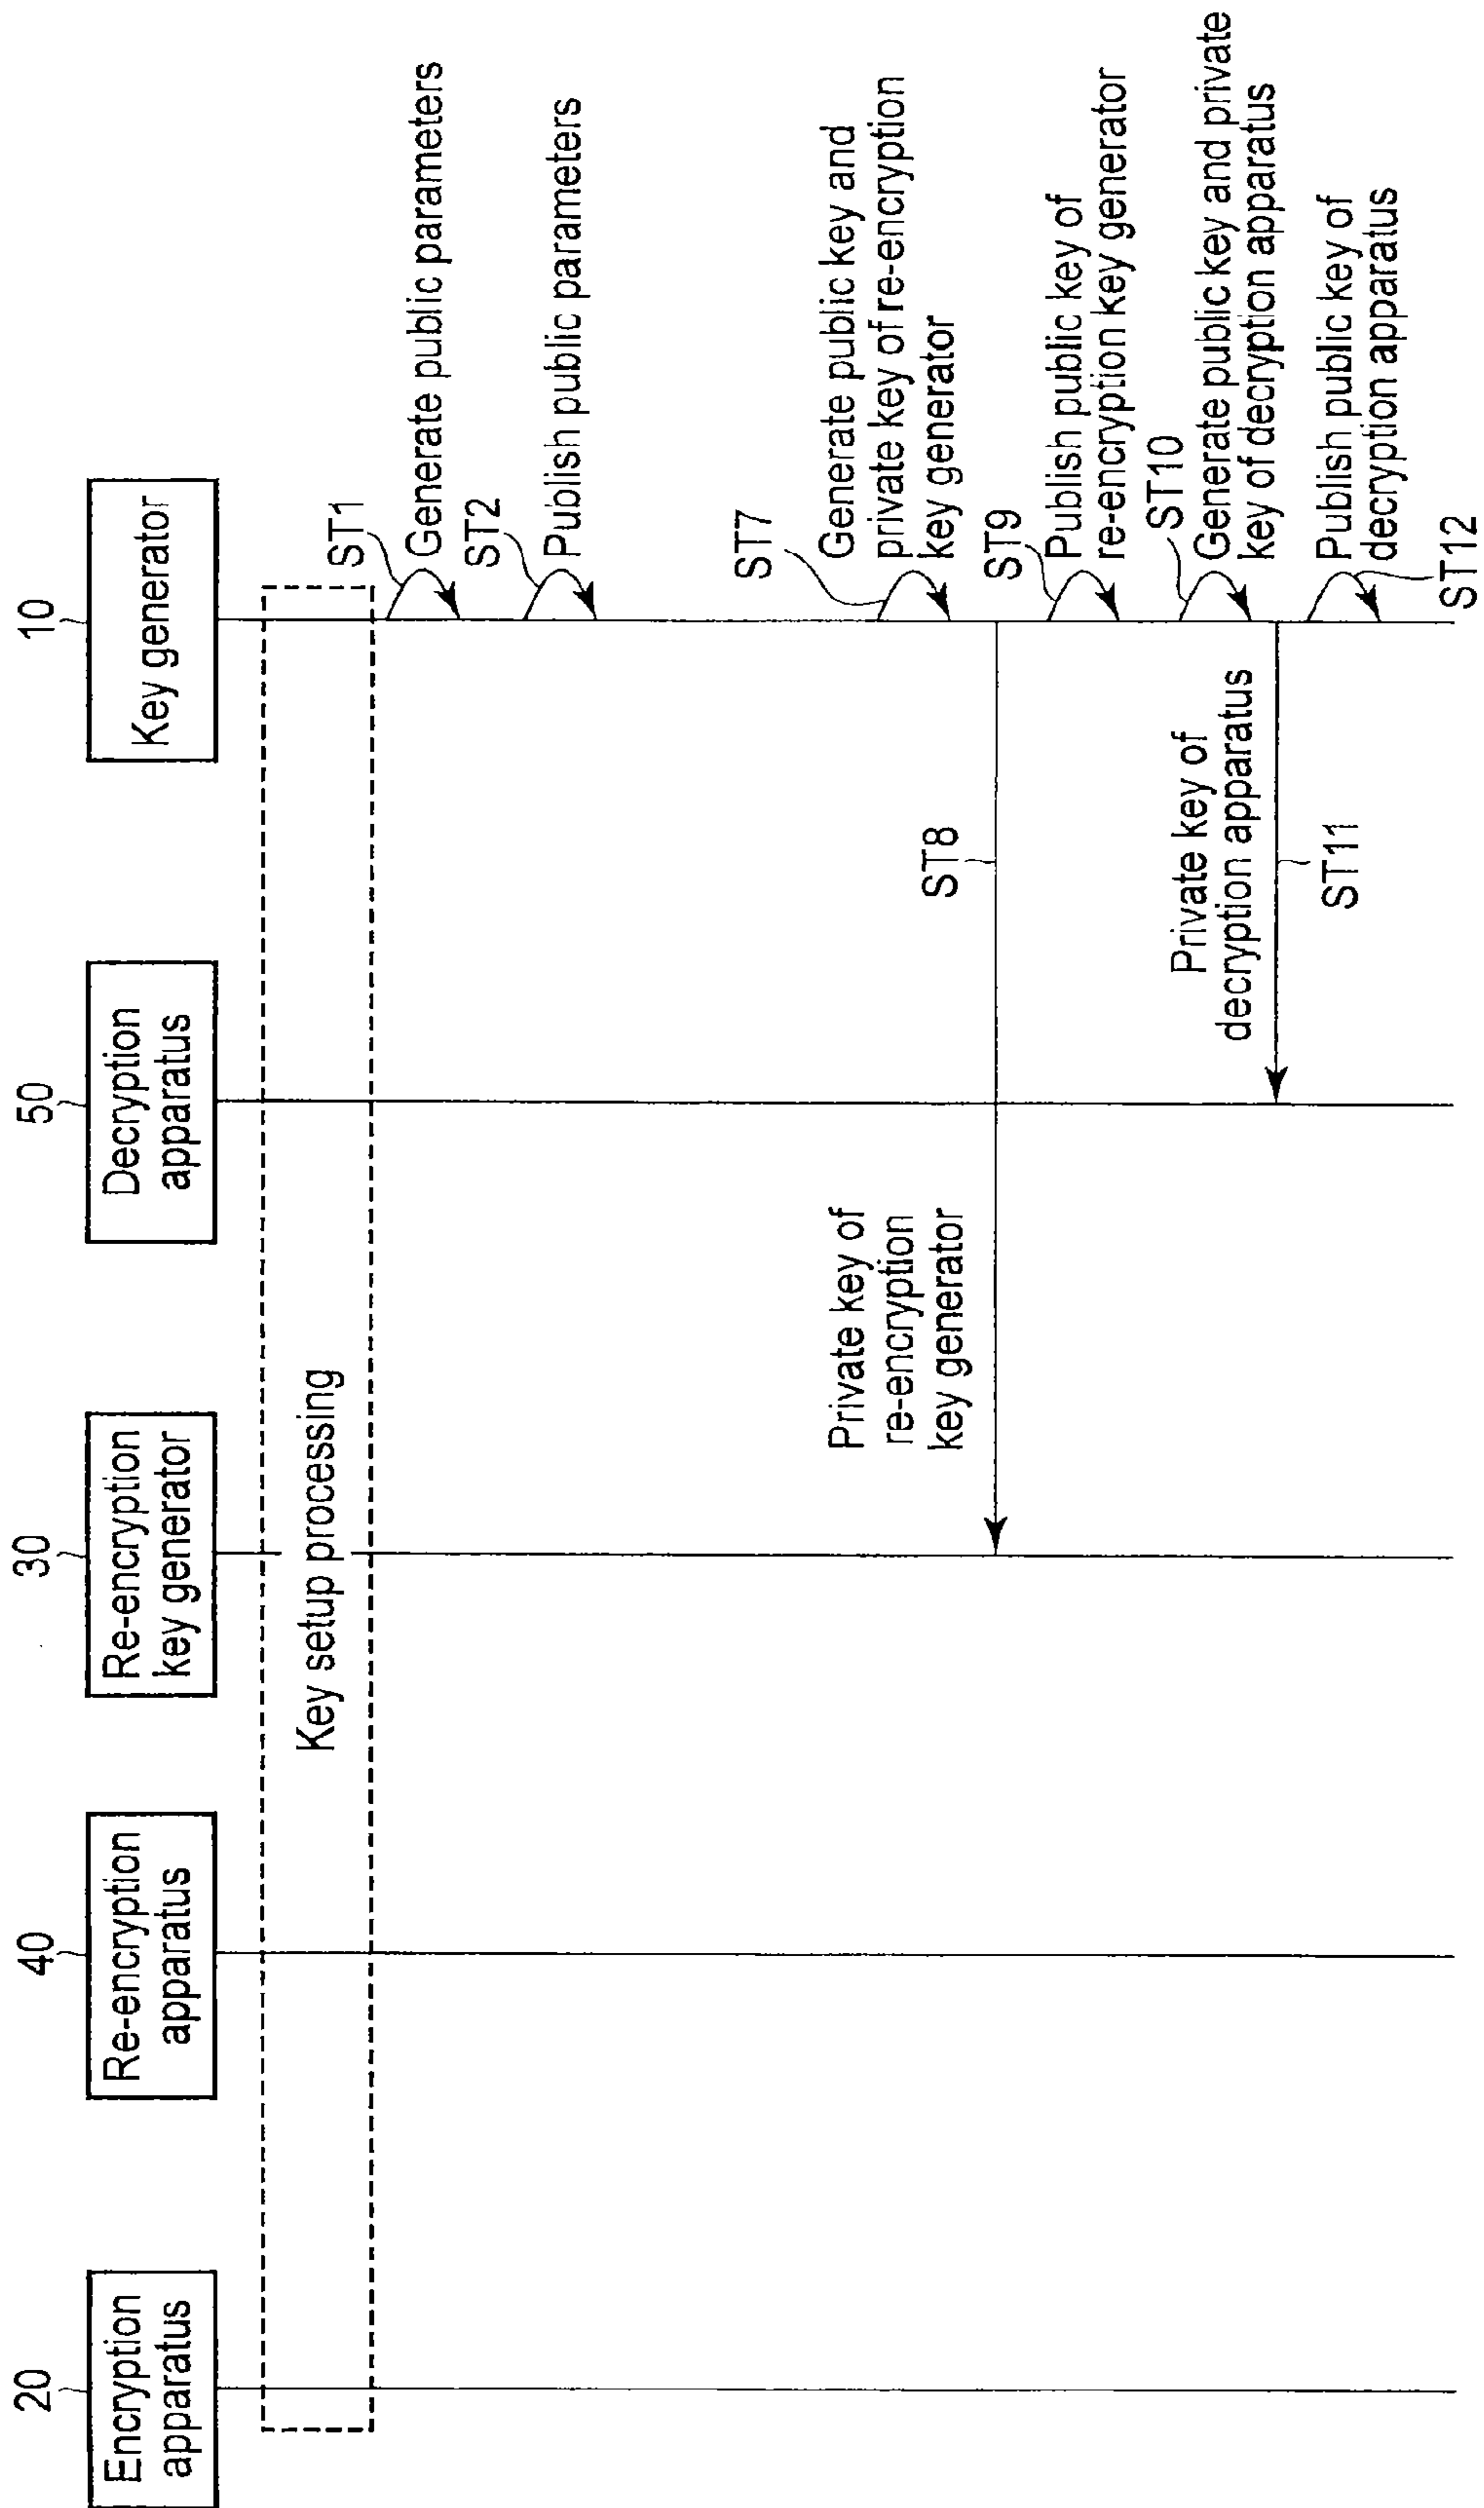 20
Encryption
apparatus
40
Re-encryption
apparatus
30
Re-encryption
key generator
50
Decryption
apparatus
10
Key generator
Key setup processing
ST1
Generate public parameters
ST2
Publish public parameters
ST7
Generate public key and
private key of re-encryption
key generator
Private key of
re-encryption
key generator
ST8
ST9
Publish public key of
re-encryption key generator
ST10
Generate public key and private
key of decryption apparatus
Private key of
decryption apparatus
ST11
Publish public key of
decryption apparatus
ST12